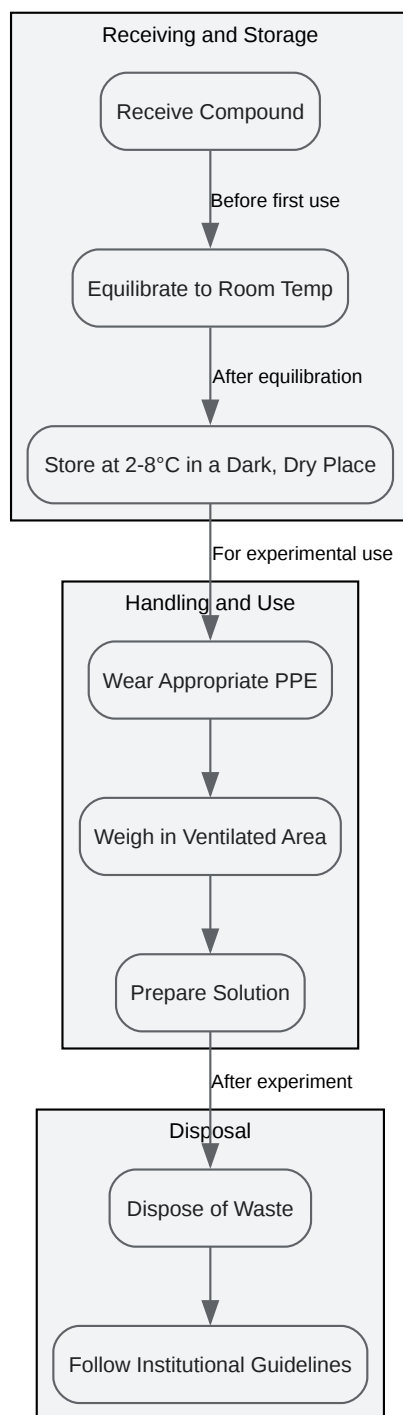 Receiving and Storage
Receive Compound
Before first use
Equilibrate to Room Temp
After equilibration
Store at 2-8°C in a Dark, Dry Place
For experimental use
Handling and Use
Wear Appropriate PPE
Weigh in Ventilated Area
Prepare Solution
After experiment
Disposal
Dispose of Waste
Follow Institutional Guidelines